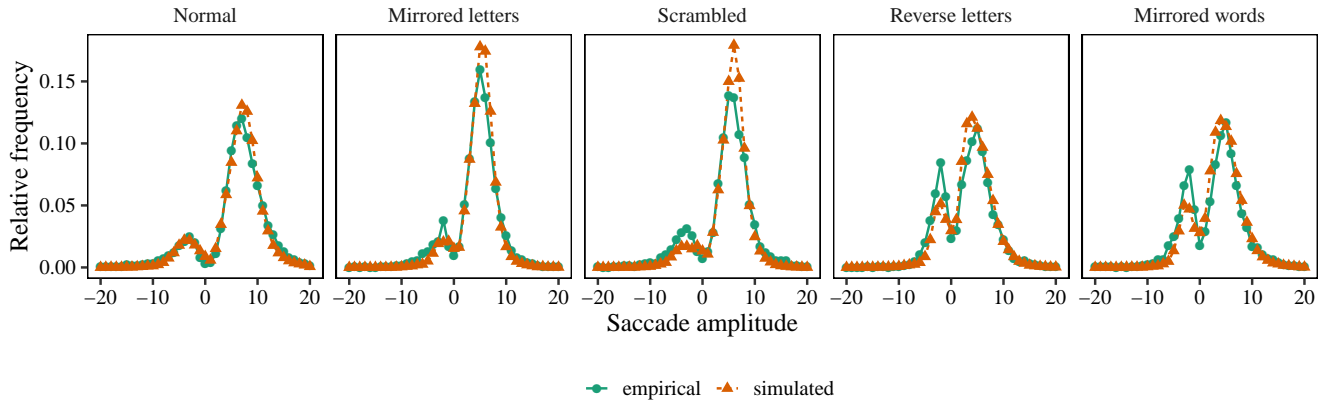 Normal Mirrored letters Scrambled Reverse letters Mirrored words
Relative frequency
0.15
0.10
0.05
0.00
−20 −10 0 10 20 −20 −10 0 10 20 −20 −10 0 10 20 −20 −10 0 10 20 −20 −10 0 10 20
Saccade amplitude
empirical simulated